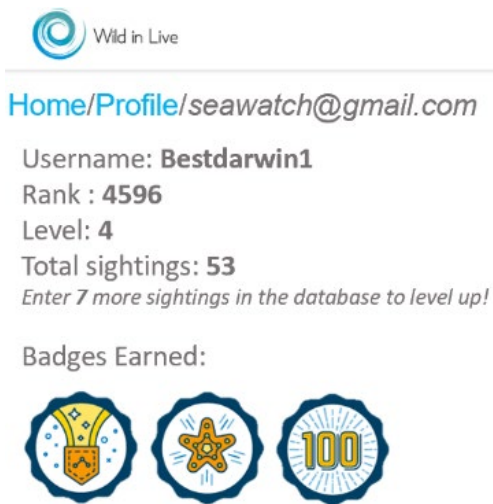 Wild in Live
Home/Profile/seawatch@gmail.com
Username: Bestdarwin1
Rank : 4596
Level: 4
Total sightings: 53
Enter 7 more sightings in the database to level up!
Badges Earned:
100